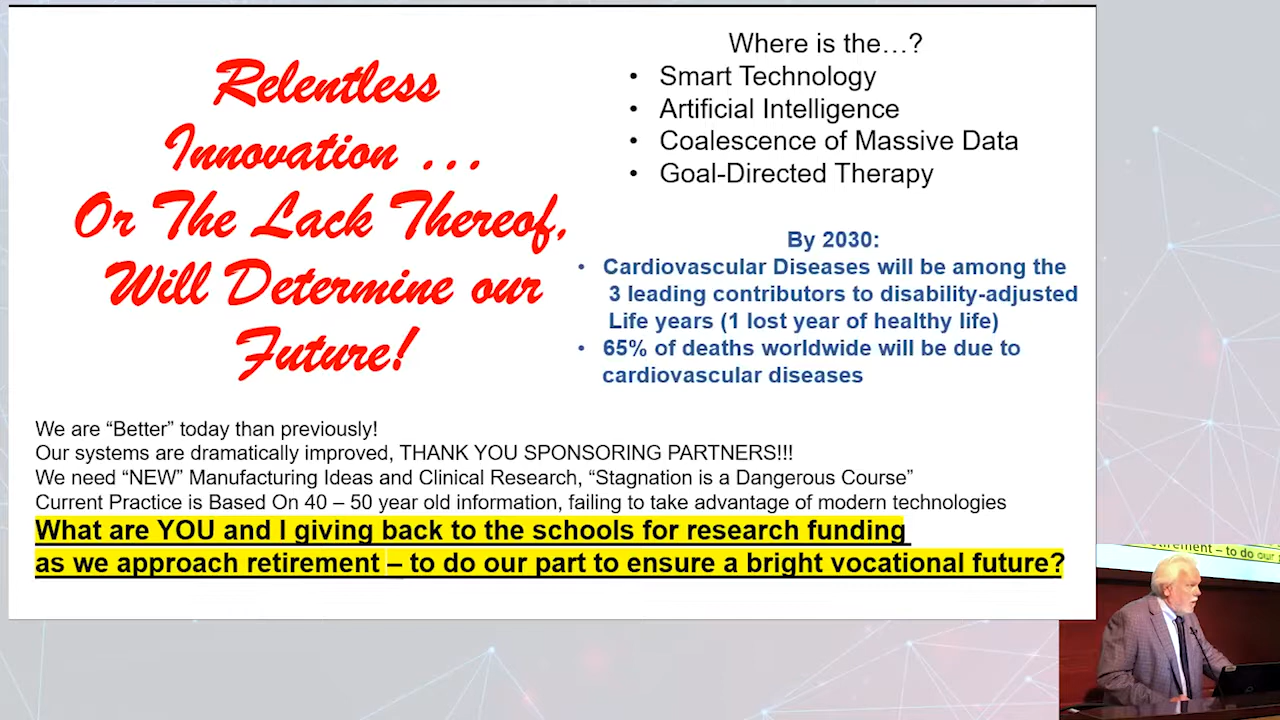 Relentless
Innovation ...
Or The Lack Thereof,
Will Determine our
Future!
Where is the…?
• Smart Technology
• Artificial Intelligence
• Coalescence of Massive Data
• Goal-Directed Therapy
By 2030:
• Cardiovascular Diseases will be among the
3 leading contributors to disability-adjusted
Life years (1 lost year of healthy life)
• 65% of deaths worldwide will be due to
cardiovascular diseases
We are “Better” today than previously!
Our systems are dramatically improved, THANK YOU SPONSORING PARTNERS!!!
We need “NEW” Manufacturing Ideas and Clinical Research, “Stagnation is a Dangerous Course”
Current Practice is Based On 40 – 50 year old information, failing to take advantage of modern technologies
What are YOU and I giving back to the schools for research funding
as we approach retirement – to do our part to ensure a bright vocational future?
– to do our